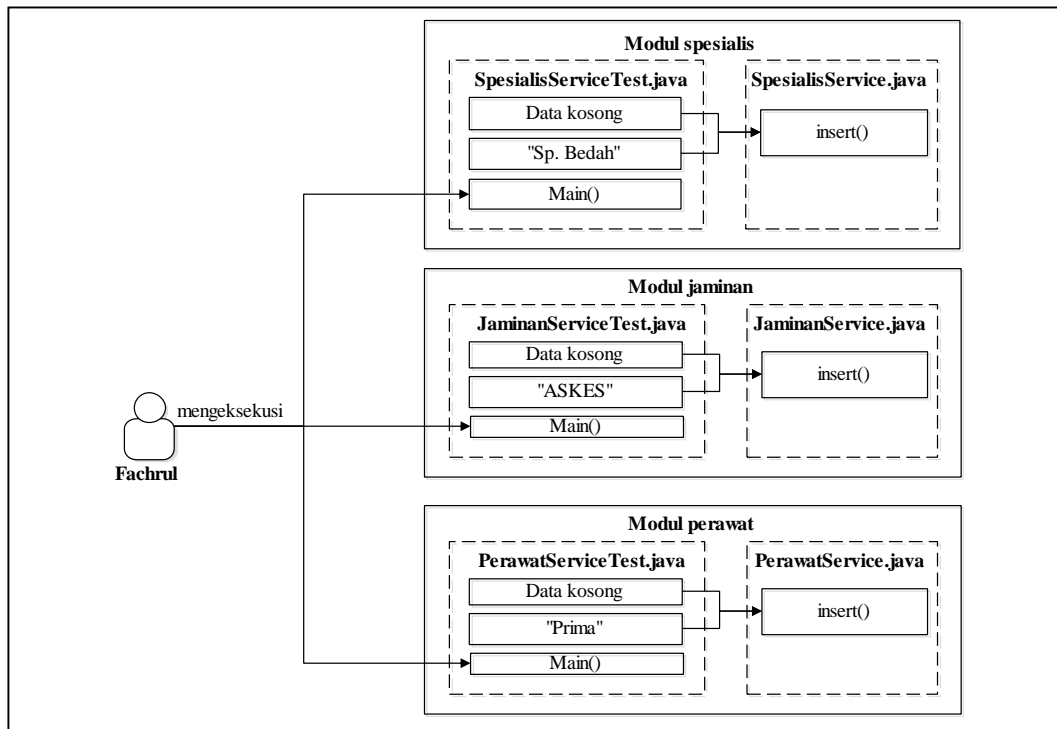 Modul spesialis
SpesialisServiceTest.java
SpesialisService.java
Data kosong
"Sp. Bedah"
Main()
insert()
Modul jaminan
JaminanServiceTest.java
JaminanService.java
Data kosong
"ASKES"
Main()
insert()
mengeksekusi
Fachrul
Modul perawat
PerawatServiceTest.java
PerawatService.java
Data kosong
"Prima"
Main()
insert()